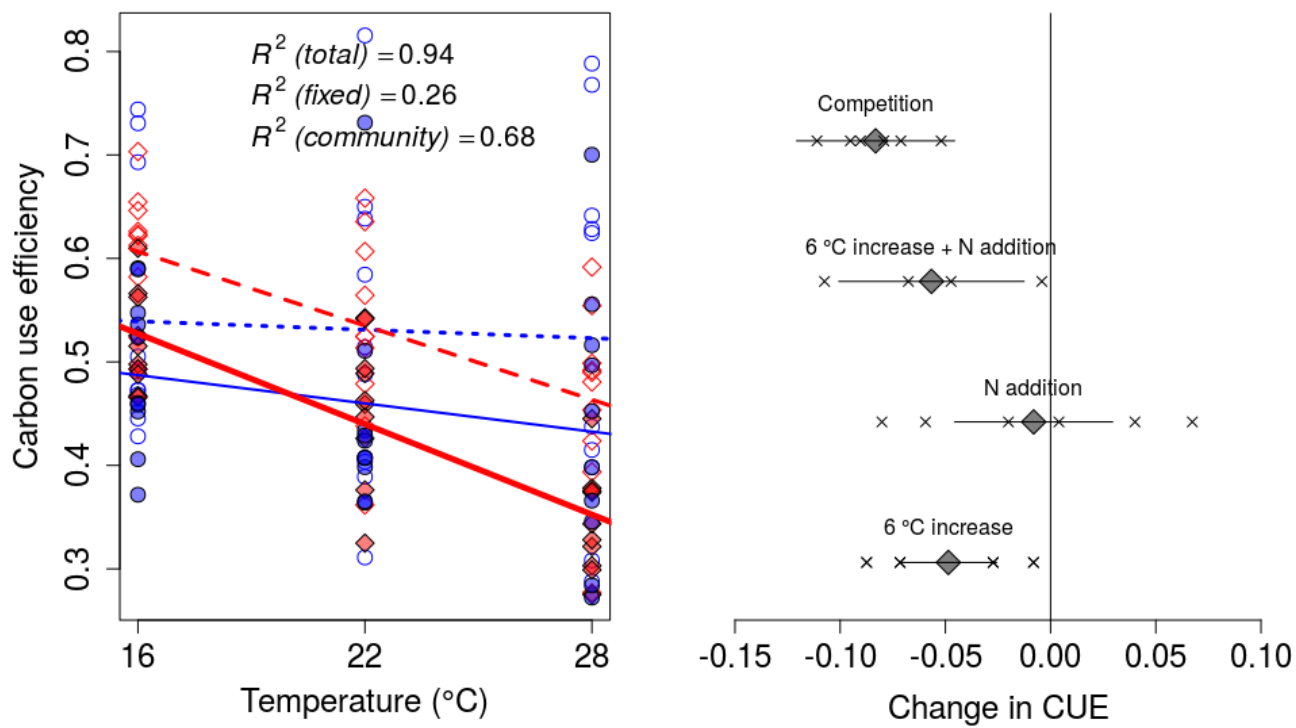 R² (total) = 0.94
R² (fixed) = 0.26
R² (community) = 0.68
Carbon use efficiency
0.8
0.7
0.6
0.5
0.4
0.3
16 22 28
Temperature (°C)
Competition
6 °C increase + N addition
N addition
6 °C increase
-0.15 -0.10 -0.05 0.00 0.05 0.10
Change in CUE